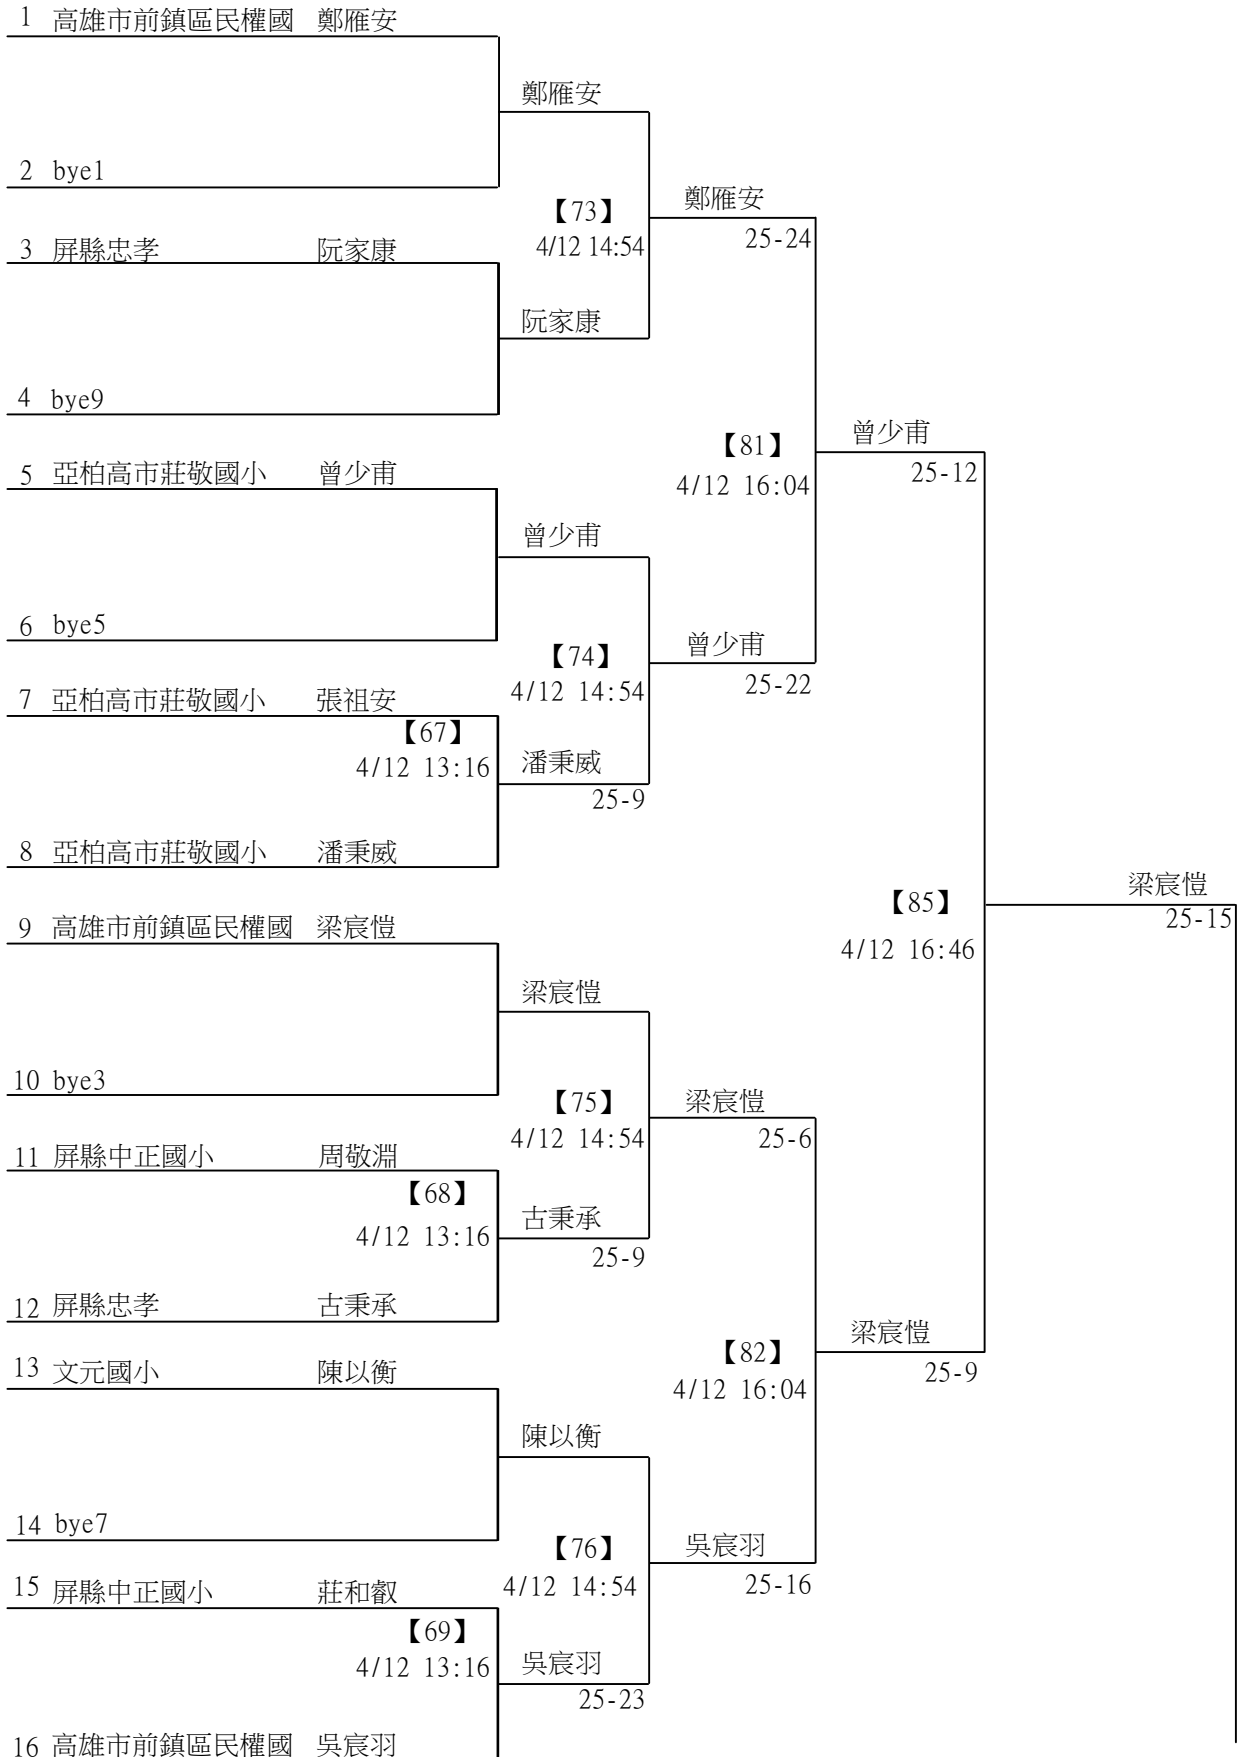 1 高雄市前鎮區民權國 鄭雁安
鄭雁安
2 bye1
鄭雁安
【73】
25-24
4/12 14:54
3 屏縣忠孝 阮家康
阮家康
4 bye9
曾少甫
【81】
25-12
4/12 16:04
5 亞柏高市莊敬國小 曾少甫
曾少甫
6 bye5
曾少甫
【74】
25-22
4/12 14:54
7 亞柏高市莊敬國小 張祖安
【67】
4/12 13:16
潘秉威
25-9
8 亞柏高市莊敬國小 潘秉威
梁宸愷
【85】
25-15
4/12 16:46
9 高雄市前鎮區民權國 梁宸愷
梁宸愷
10 bye3
梁宸愷
【75】
25-6
4/12 14:54
11 屏縣中正國小 周敬淵
【68】
4/12 13:16
古秉承
25-9
12 屏縣忠孝 古秉承
梁宸愷
【82】
25-9
4/12 16:04
13 文元國小 陳以衡
陳以衡
14 bye7
吳宸羽
【76】
25-16
4/12 14:54
15 屏縣中正國小 莊和叡
【69】
4/12 13:16
吳宸羽
25-23
16 高雄市前鎮區民權國 吳宸羽